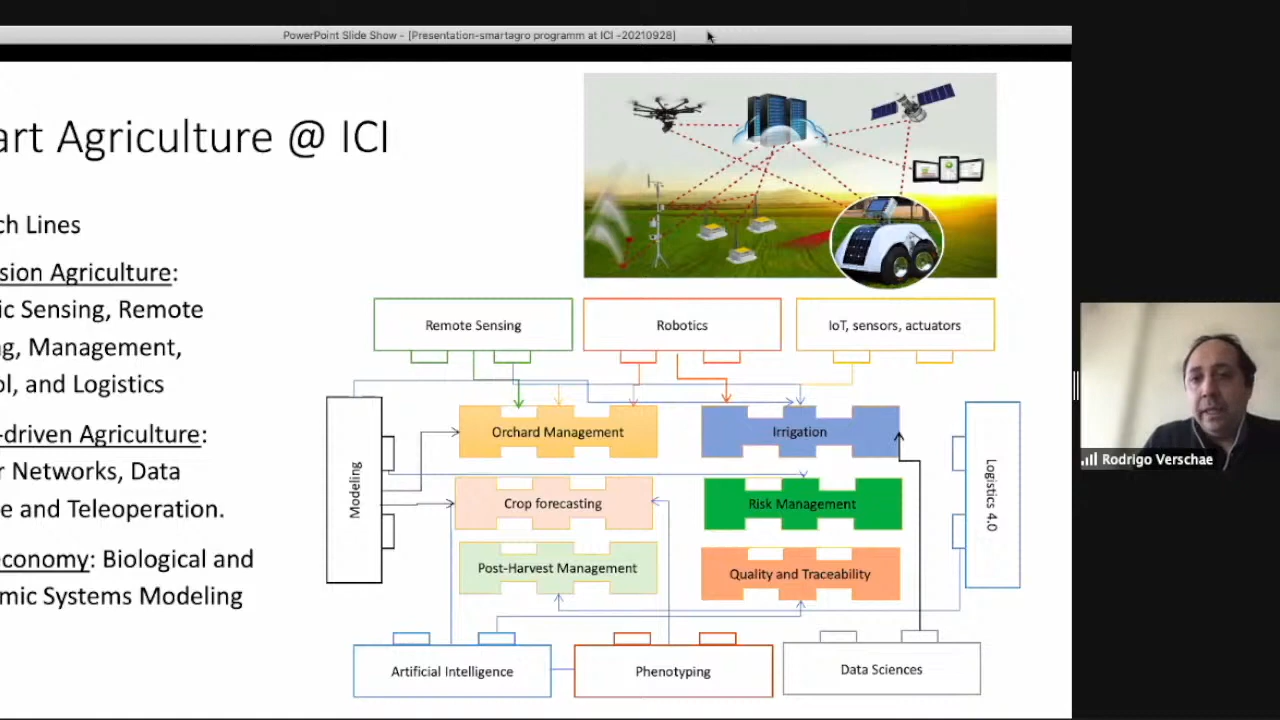 PowerPoint Slide Show - [Presentation-smartagro programm at ICI -20210928]
art Agriculture @ ICI
ch Lines
sion Agriculture:
ic Sensing, Remote
g, Management,
ol, and Logistics
-driven Agriculture:
r Networks, Data
e and Teleoperation.
economy: Biological and
mic Systems Modeling
Remote Sensing
Robotics
IoT, sensors, actuators
Modeling
Orchard Management
Irrigation
Crop forecasting
Risk Management
Post-Harvest Management
Quality and Traceability
Logistics 4.0
Artificial Intelligence
Phenotyping
Data Sciences
Rodrigo Verschae